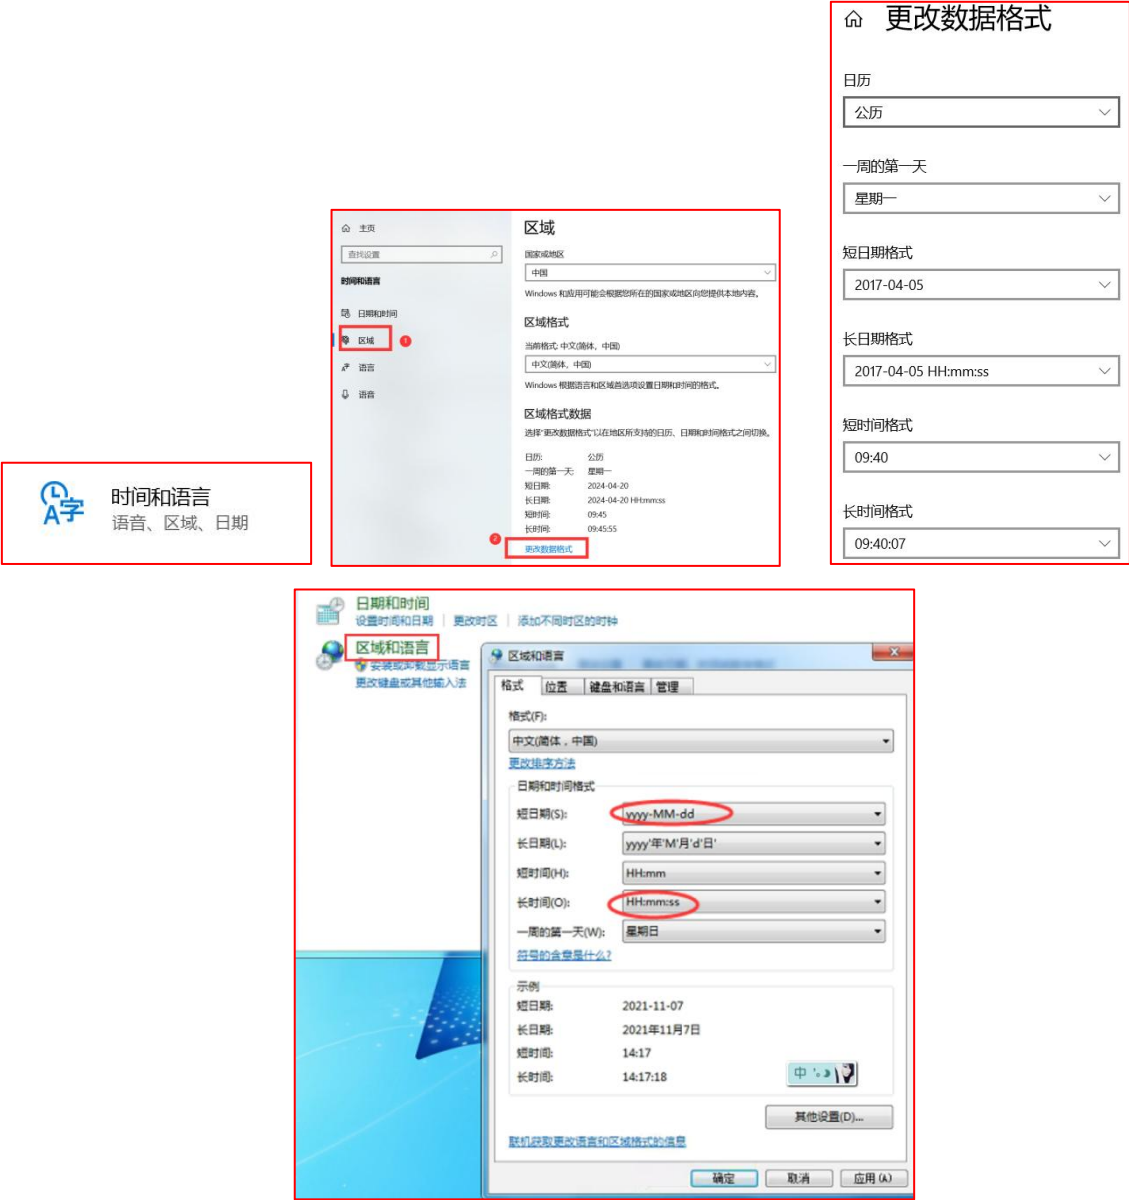 时间和语言
语音、区域、日期
主页
查找设置
时间和语言
日期和时间
区域
1
语言
语音
区域
国家或地区
中国
Windows 和应用可能会根据您所在的国家或地区向您提供本地内容。
区域格式
当前格式: 中文(简体，中国)
中文(简体，中国)
Windows 根据语言和区域首选项设置日期和时间的格式。
区域格式数据
选择“更改数据格式”以在地区所支持的日历、日期和时间格式之间切换。
日历: 公历
一周的第一天: 星期一
短日期: 2024-04-20
长日期: 2024-04-20 HH:mm:ss
短时间: 09:45
长时间: 09:45:55
2
更改数据格式
更改数据格式
日历
公历
一周的第一天
星期一
短日期格式
2017-04-05
长日期格式
2017-04-05 HH:mm:ss
短时间格式
09:40
长时间格式
09:40:07
日期和时间
设置时间和日期 | 更改时区 | 添加不同时区的时钟
区域和语言
安装或卸载显示语言
更改键盘或其他输入法
区域和语言
格式 位置 键盘和语言 管理
格式(F):
中文(简体，中国)
更改排序方法
日期和时间格式
短日期(S): yyyy-MM-dd
长日期(L): yyyy'年'M'月'd'日'
短时间(H): HH:mm
长时间(O): HH:mm:ss
一周的第一天(W): 星期日
符号的含意是什么?
示例
短日期: 2021-11-07
长日期: 2021年11月7日
短时间: 14:17
长时间: 14:17:18
中
其他设置(D)...
联机获取更改语言和区域格式的信息
确定 取消 应用(A)